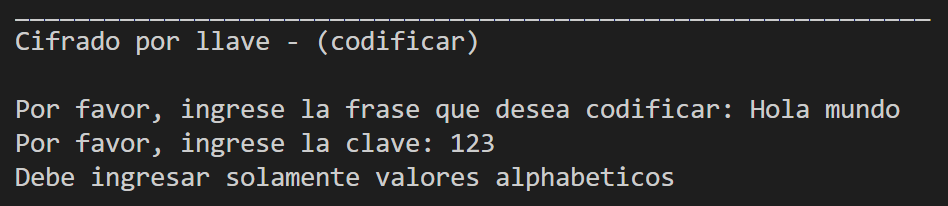 _____________________________________________________________
Cifrado por llave - (codificar)
Por favor, ingrese la frase que desea codificar: Hola mundo
Por favor, ingrese la clave: 123
Debe ingresar solamente valores alphabeticos